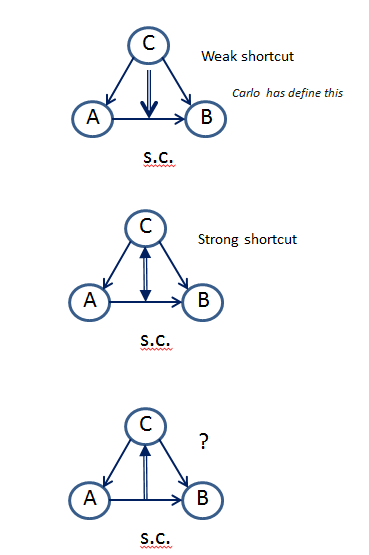 C
Weak shortcut
Carlo has define this
A
B
s.c.
C
Strong shortcut
A
B
s.c.
C
?
A
B
s.c.